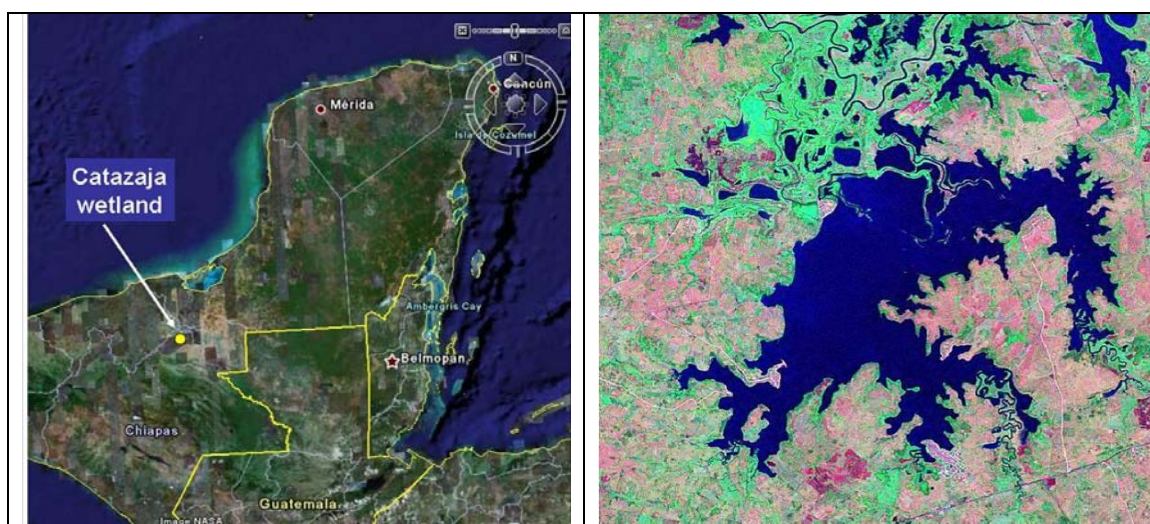 N
Cancún
Mérida
Isla de Cozumel
Catazaja
wetland
Ambergris Cay
Belmopan
Chiapas
Guatemala
Image NASA